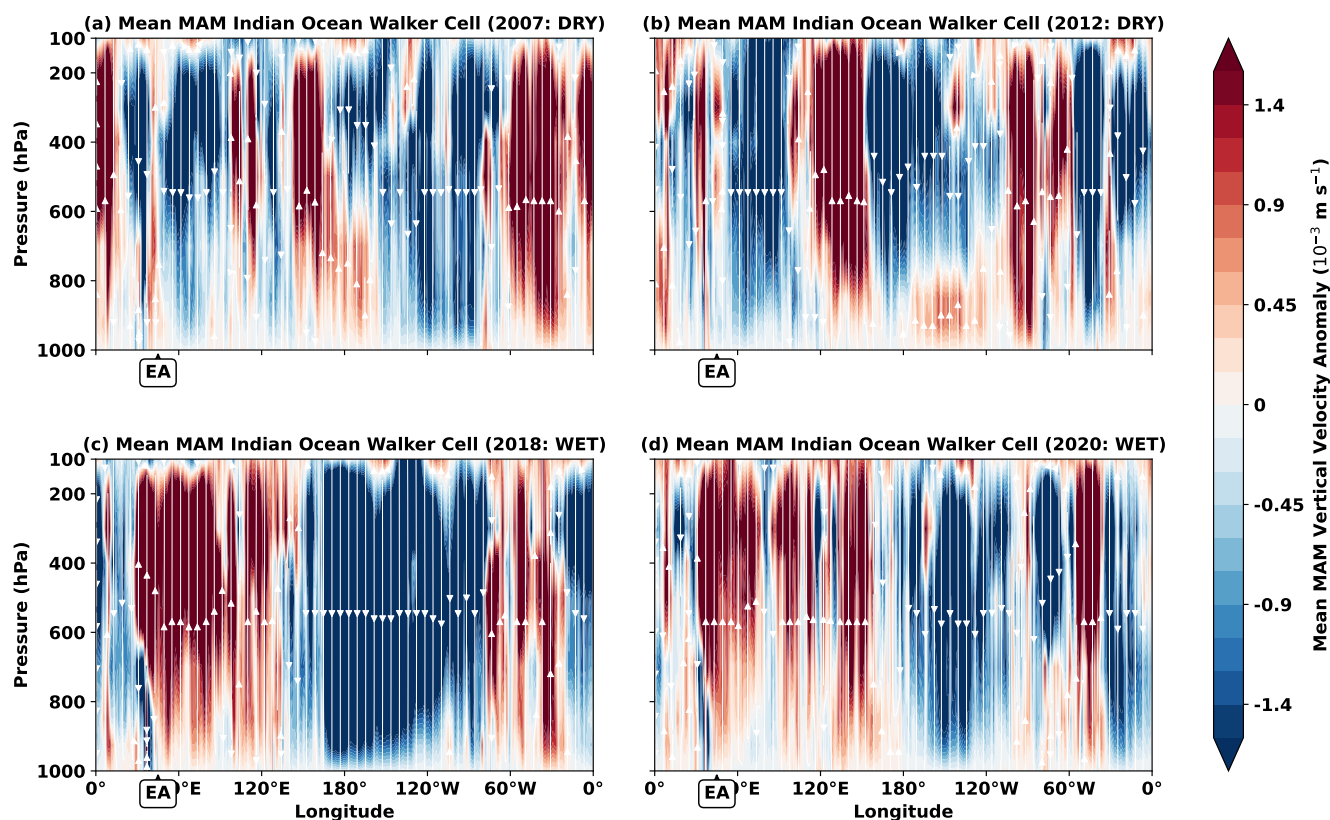 (a) Mean MAM Indian Ocean Walker Cell (2007: DRY)
(b) Mean MAM Indian Ocean Walker Cell (2012: DRY)
100
200
400
600
800
1000
Pressure (hPa)
EA
EA
(c) Mean MAM Indian Ocean Walker Cell (2018: WET)
(d) Mean MAM Indian Ocean Walker Cell (2020: WET)
100
200
400
600
800
1000
Pressure (hPa)
0° EA °E 120°E 180° 120°W 60°W 0°
Longitude
0° EA °E 120°E 180° 120°W 60°W 0°
Longitude
1.4
0.9
0.45
0
-0.45
-0.9
-1.4
Mean MAM Vertical Velocity Anomaly (10⁻³ m s⁻¹)